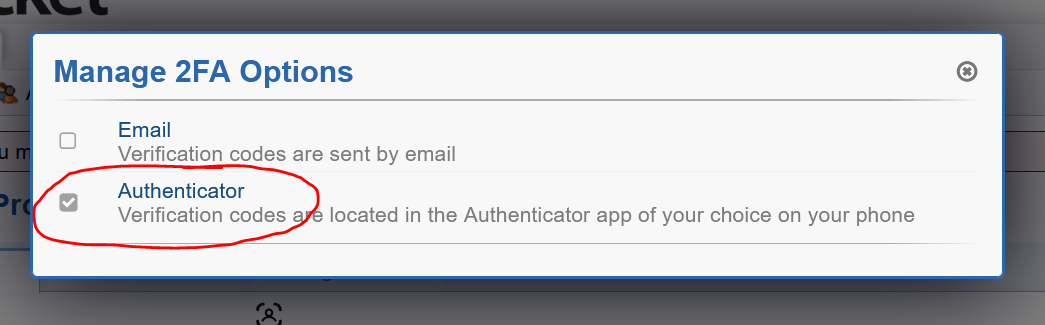 Manage 2FA Options
Email
Verification codes are sent by email
Authenticator
Verification codes are located in the Authenticator app of your choice on your phone